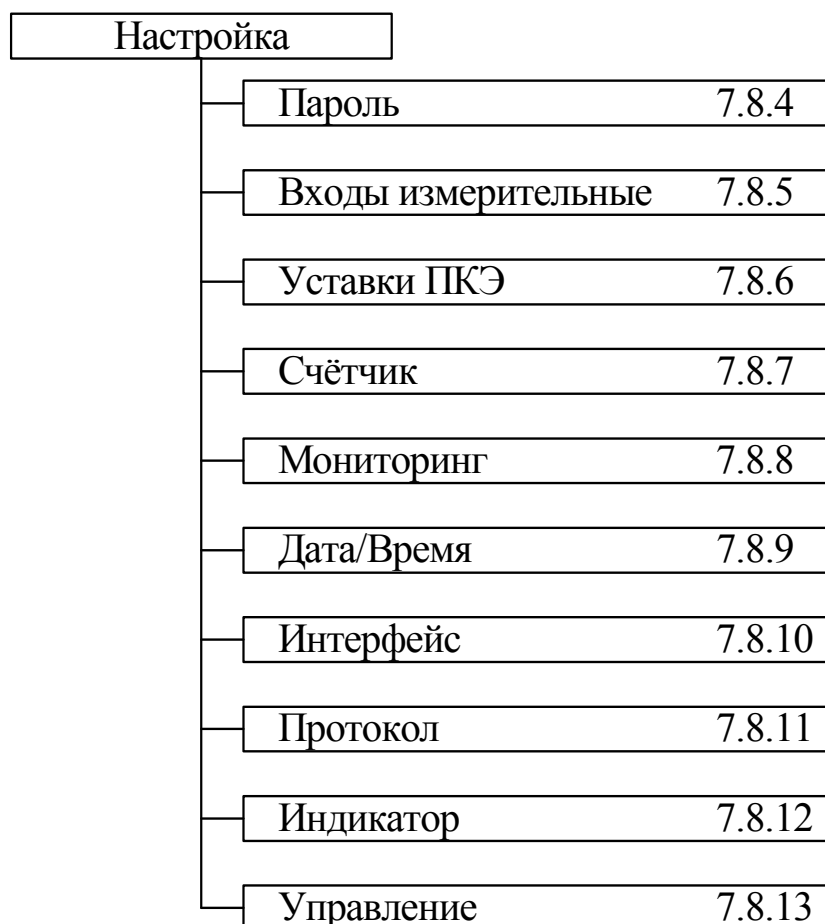 Настройка
Пароль 7.8.4
Входы измерительные 7.8.5
Уставки ПКЭ 7.8.6
Счётчик 7.8.7
Мониторинг 7.8.8
Дата/Время 7.8.9
Интерфейс 7.8.10
Протокол 7.8.11
Индикатор 7.8.12
Управление 7.8.13